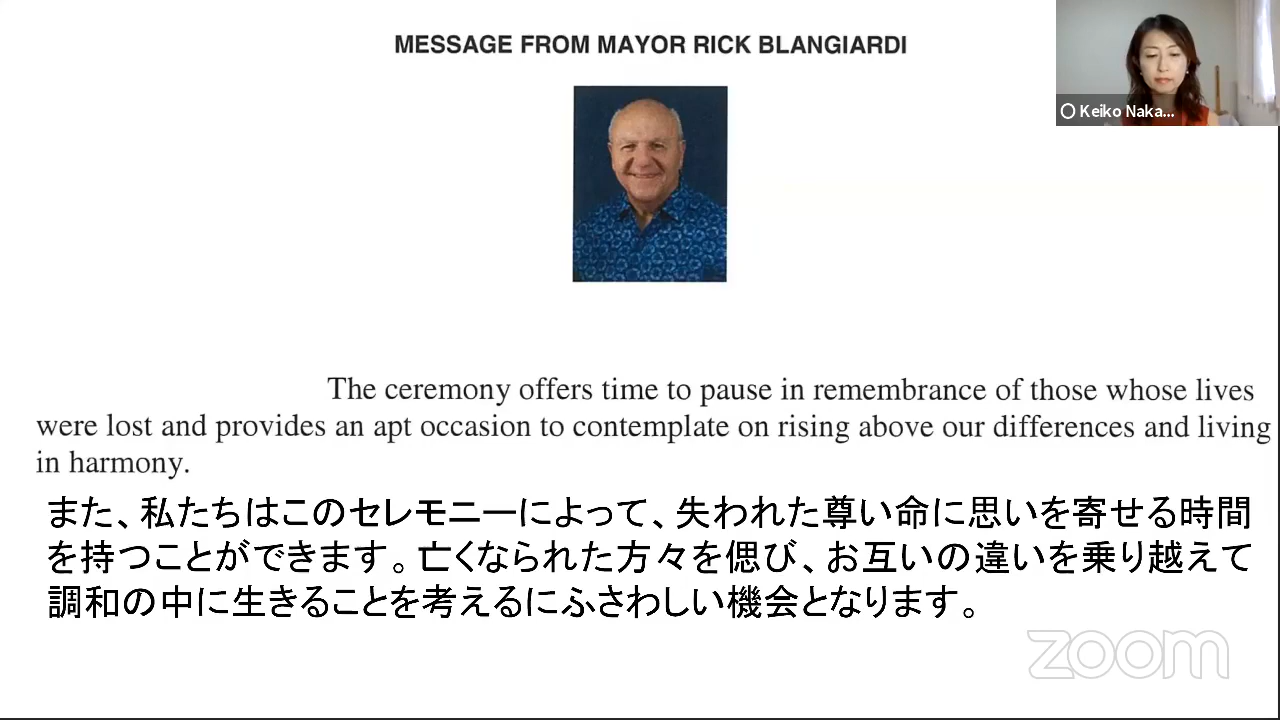 MESSAGE FROM MAYOR RICK BLANGIARDI
Keiko Naka...
The ceremony offers time to pause in remembrance of those whose lives
were lost and provides an apt occasion to contemplate on rising above our differences and living
in harmony.
また、私たちはこのセレモニーによって、失われた尊い命に思いを寄せる時間
を持つことができます。亡くなられた方々を偲び、お互いの違いを乗り越えて
調和の中に生きることを考えるにふさわしい機会となります。
zoom